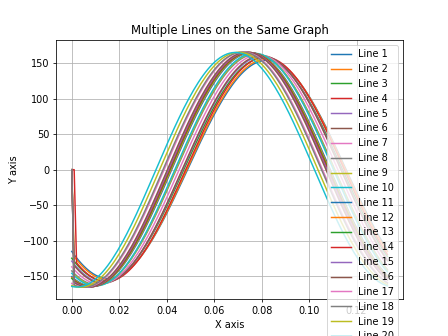 Multiple Lines on the Same Graph
Y axis
150
100
50
0
−50
−100
−150
0.00
0.02
0.04
0.06
0.08
0.10
X axis
Line 1
Line 2
Line 3
Line 4
Line 5
Line 6
Line 7
Line 8
Line 9
Line 10
Line 11
Line 12
Line 13
Line 14
Line 15
Line 16
Line 17
Line 18
Line 19
Line 20